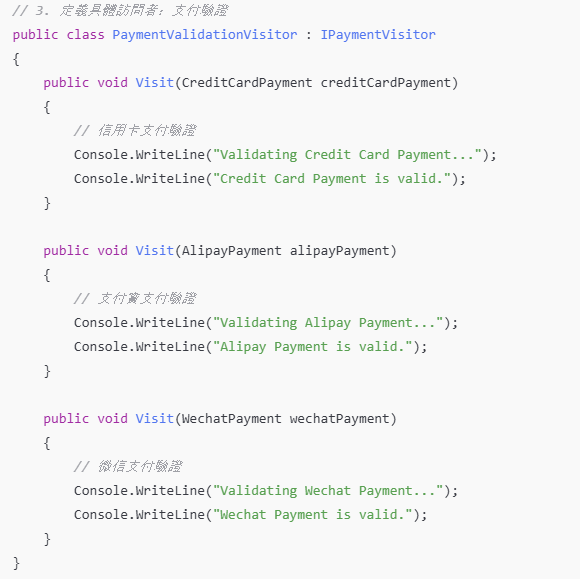 // 3. 定義具體訪問者：支付驗證
public class PaymentValidationVisitor : IPaymentVisitor
{
    public void Visit(CreditCardPayment creditCardPayment)
    {
        // 信用卡支付驗證
        Console.WriteLine("Validating Credit Card Payment...");
        Console.WriteLine("Credit Card Payment is valid.");
    }

    public void Visit(AlipayPayment alipayPayment)
    {
        // 支付寳支付驗證
        Console.WriteLine("Validating Alipay Payment...");
        Console.WriteLine("Alipay Payment is valid.");
    }

    public void Visit(WechatPayment wechatPayment)
    {
        // 微信支付驗證
        Console.WriteLine("Validating Wechat Payment...");
        Console.WriteLine("Wechat Payment is valid.");
    }
}